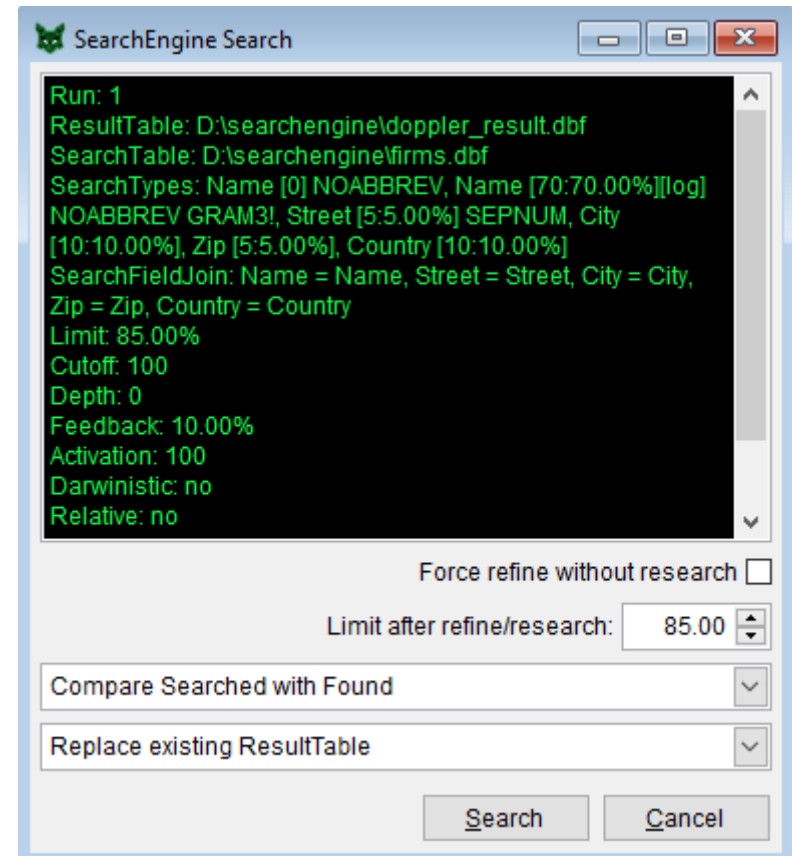 SearchEngine Search
Run: 1
ResultTable: D:\searchengine\doppler_result.dbf
SearchTable: D:\searchengine\firms.dbf
SearchTypes: Name [0] NOABBREV, Name [70:70.00%][log]
NOABBREV GRAM3!, Street [5:5.00%] SEPNUM, City
[10:10.00%], Zip [5:5.00%], Country [10:10.00%]
SearchFieldJoin: Name = Name, Street = Street, City = City,
Zip = Zip, Country = Country
Limit: 85.00%
Cutoff: 100
Depth: 0
Feedback: 10.00%
Activation: 100
Darwinistic: no
Relative: no
Force refine without research
Limit after refine/research: 85.00
Compare Searched with Found
Replace existing ResultTable
Search Cancel